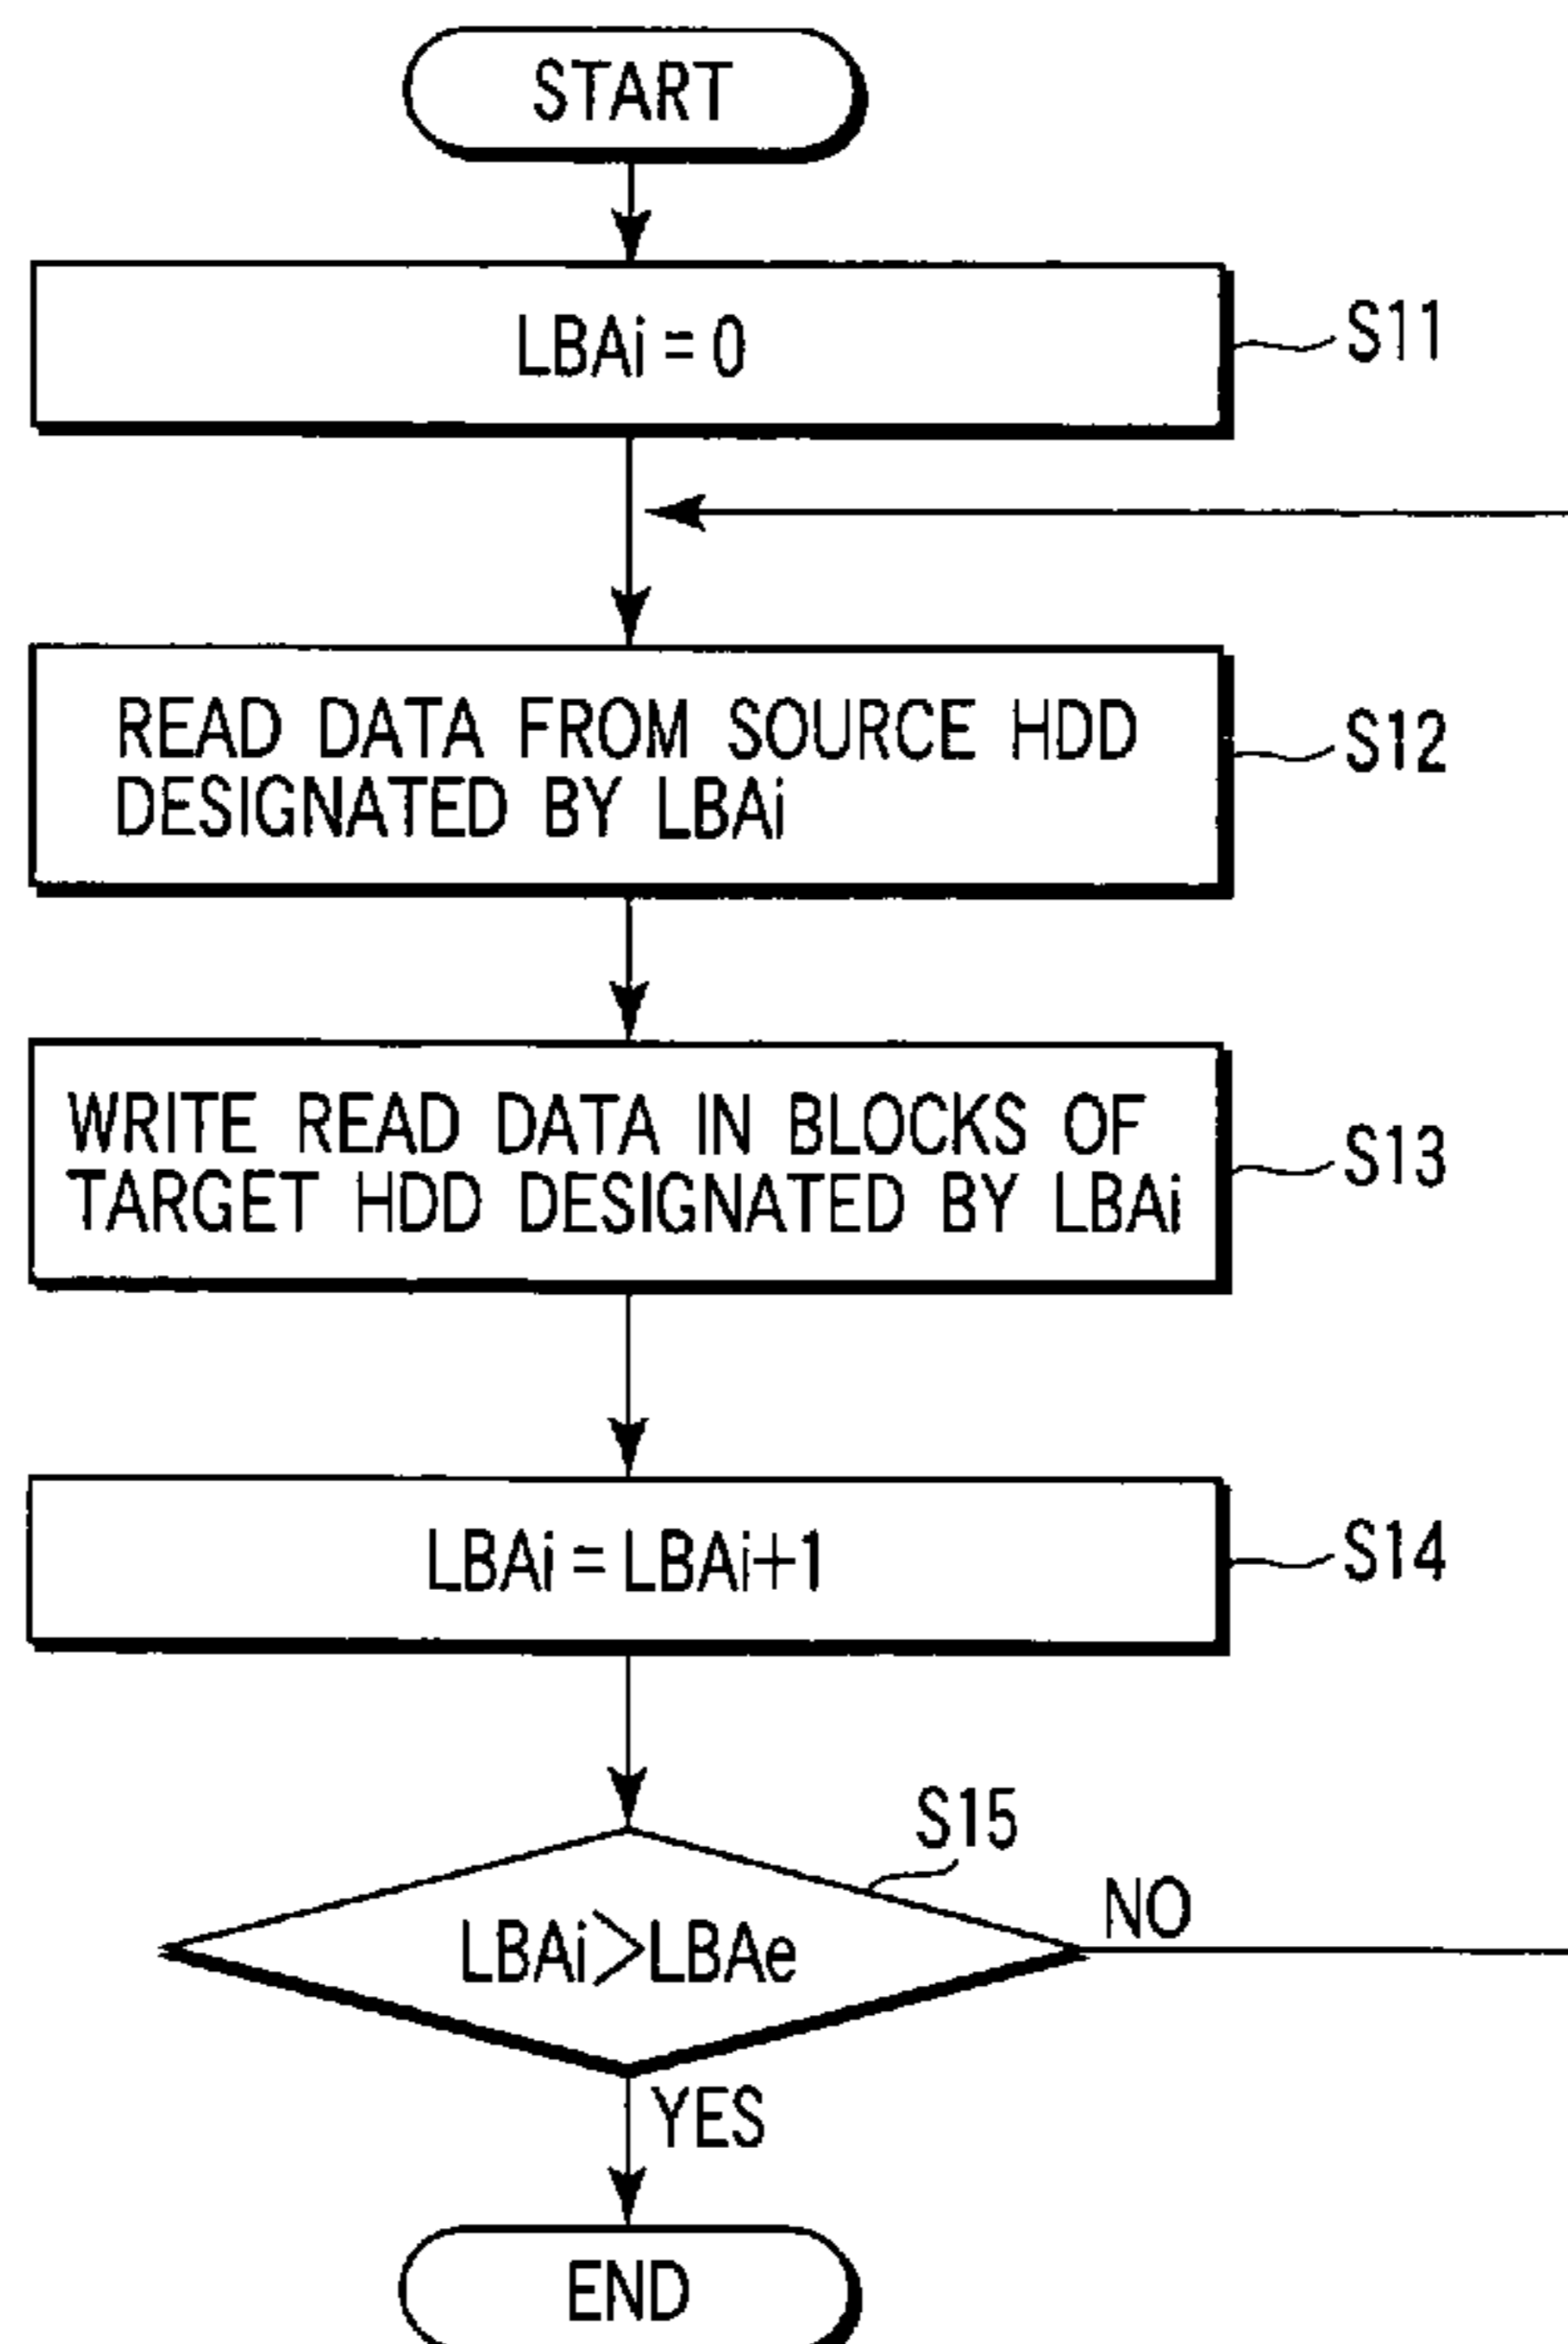 START
LBAi = 0
S11
READ DATA FROM SOURCE HDD
DESIGNATED BY LBAi
S12
WRITE READ DATA IN BLOCKS OF
TARGET HDD DESIGNATED BY LBAi
S13
LBAi = LBAi+1
S14
S15
LBAi>LBAe
NO
YES
END